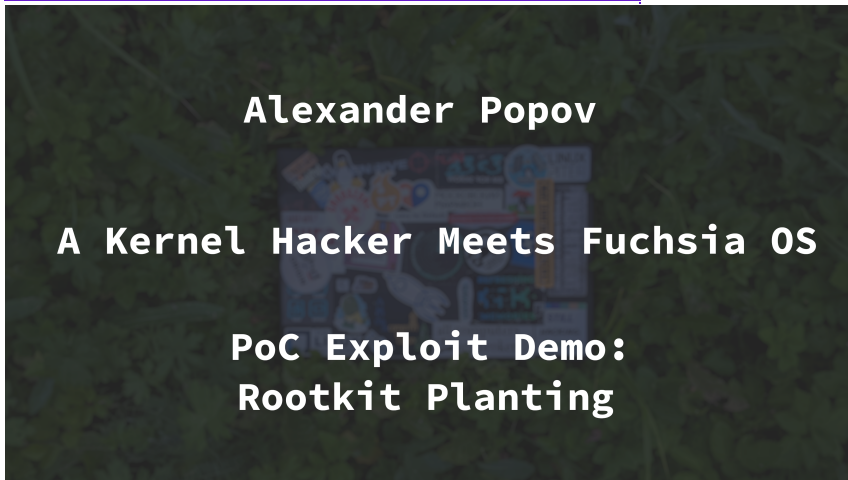 Alexander Popov
A Kernel Hacker Meets Fuchsia OS
PoC Exploit Demo:
Rootkit Planting